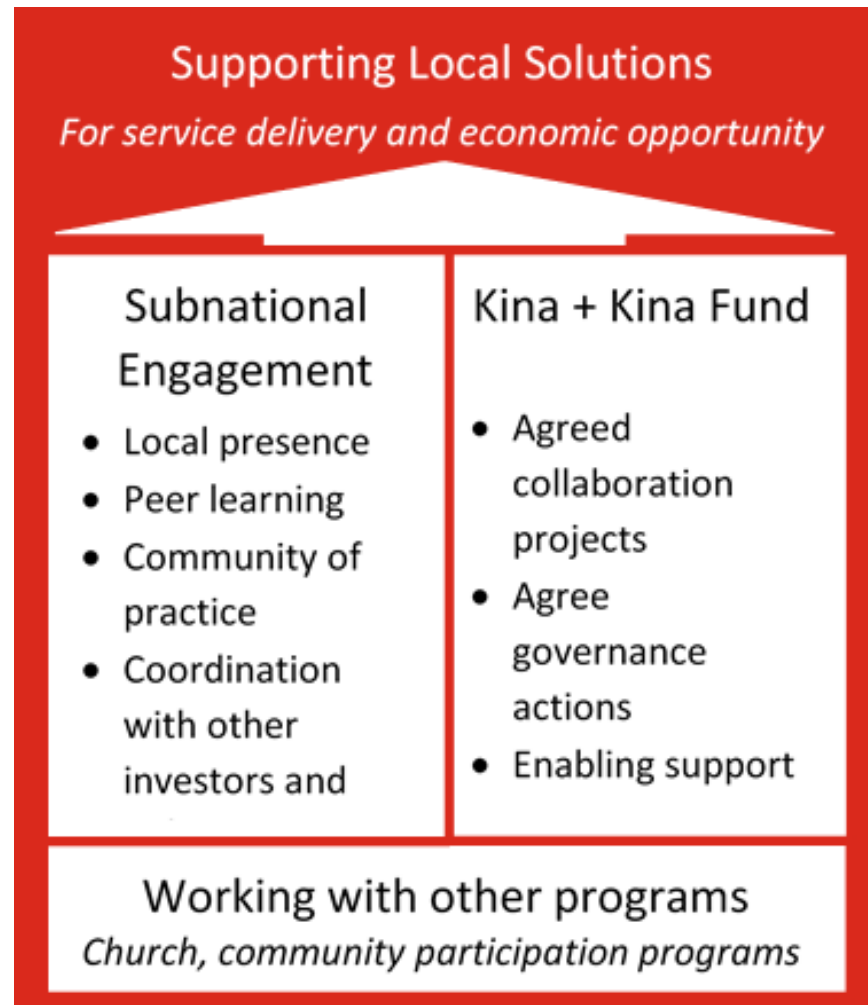 Supporting Local Solutions
For service delivery and economic opportunity
Subnational
Engagement
• Local presence
• Peer learning
• Community of
practice
• Coordination
with other
investors and
Kina + Kina Fund
• Agreed
collaboration
projects
• Agree
governance
actions
• Enabling support
Working with other programs
Church, community participation programs